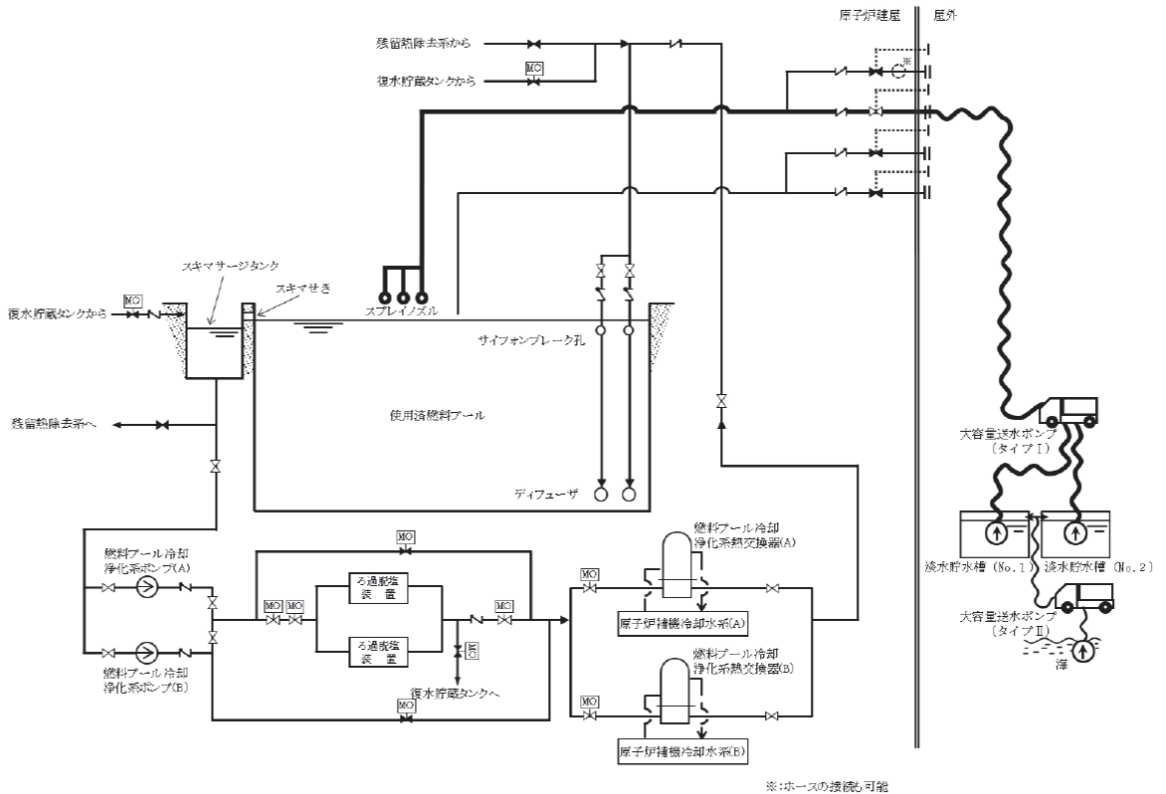 原子炉建屋
屋外
残留熱除去系から
※
MO
復水貯蔵タンクから
スキマサージタンク
スキマせき
MO
復水貯蔵タンクから
スプレイノズル
サイフォンブレーク孔
使用済燃料プール
残留熱除去系へ
大容量送水ポンプ
(タイプⅠ)
ディフューザ
燃料プール冷却
浄化系熱交換器(A)
燃料プール冷却
浄化系ポンプ(A)
MO
MO
淡水貯水槽 (No.1)
淡水貯水槽 (No.2)
ろ過脱塩
装置
MO
MO
MO
原子炉補機冷却水系(A)
大容量送水ポンプ
(タイプⅡ)
ろ過脱塩
装置
MO
燃料プール冷却
浄化系熱交換器(B)
海
燃料プール冷却
浄化系ポンプ(B)
復水貯蔵タンクへ
MO
MO
原子炉補機冷却水系(B)
※:ホースの接続も可能